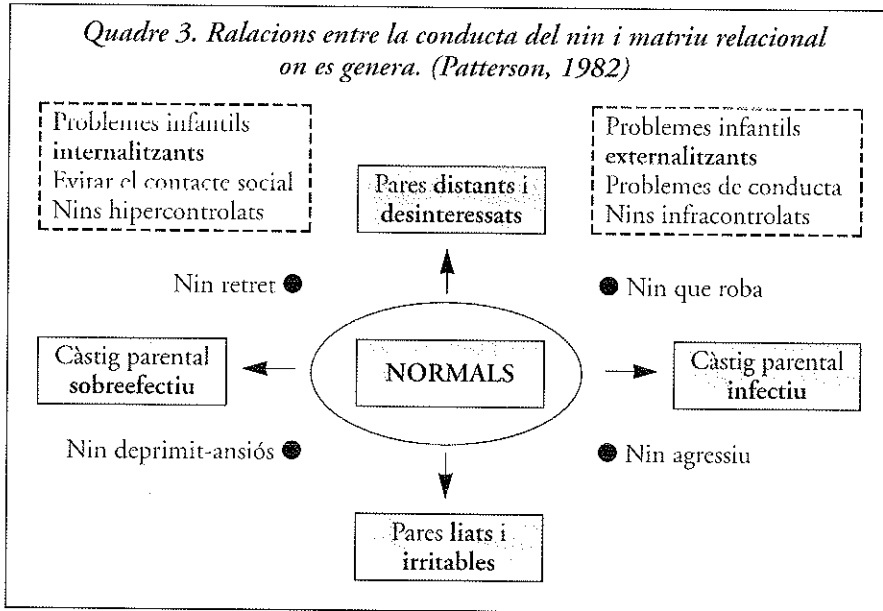 Quadre 3. Ralacions entre la conducta del nin i matriu relacional
on es genera. (Patterson, 1982)
Problemes infantils
internalitzants
Evitar el contacte social
Nins hipercontrolats
Pares distants i
desinteressats
Problemes infantils
externalitzants
Problemes de conducta
Nins infracontrolats
Nin retret
Nin que roba
Càstig parental
sobreefectiu
NORMALS
Càstig parental
infectiu
Nin deprimit-ansiós
Nin agressiu
Pares liats i
irritables